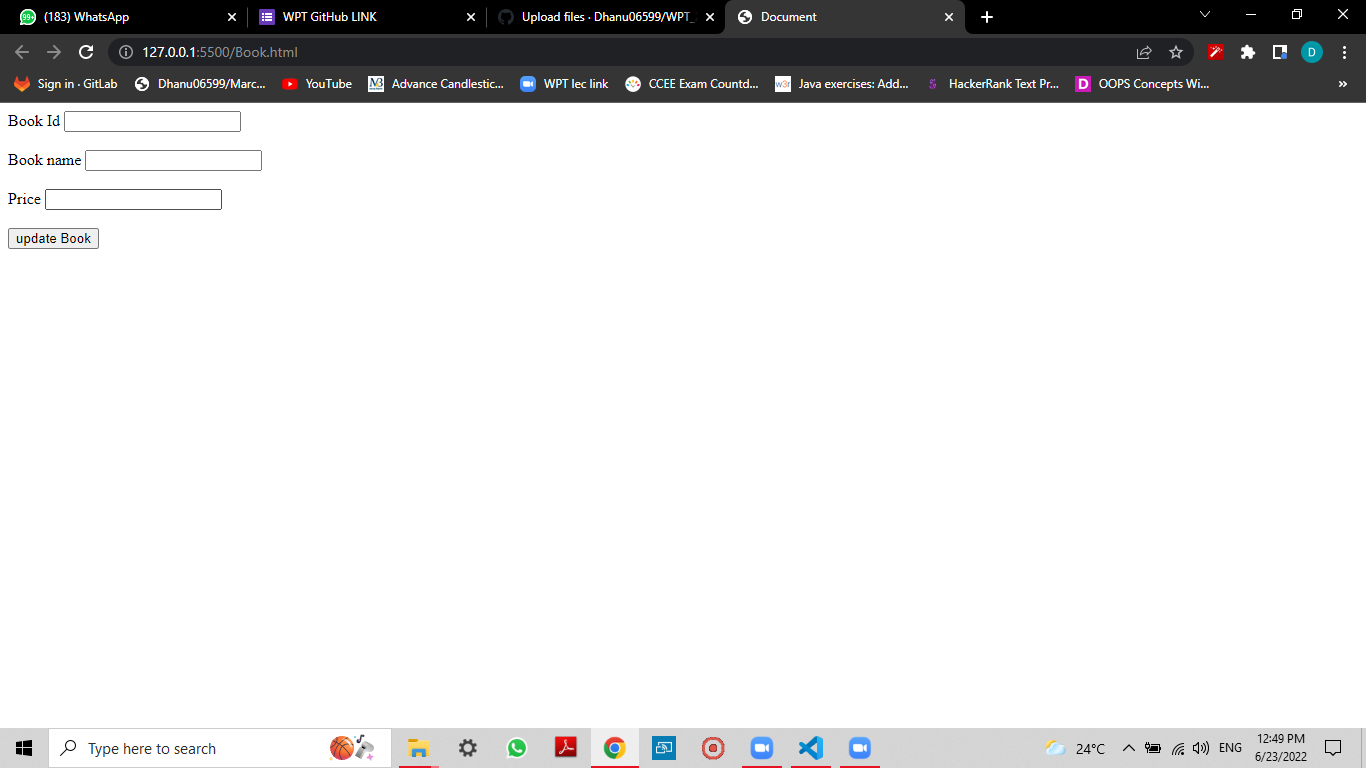 (183) WhatsApp
WPT GitHub LINK
Upload files · Dhanu06599/WPT_
Document
127.0.0.1:5500/Book.html
D
Sign in · GitLab
Dhanu06599/Marc...
YouTube
Advance Candlestic...
WPT lec link
CCEE Exam Countd...
w3r
Java exercises: Add...
S
HackerRank Text Pr...
D
OOPS Concepts Wi...
»
Book Id
Book name
Price
update Book
Type here to search
24°C
ENG
12:49 PM
6/23/2022